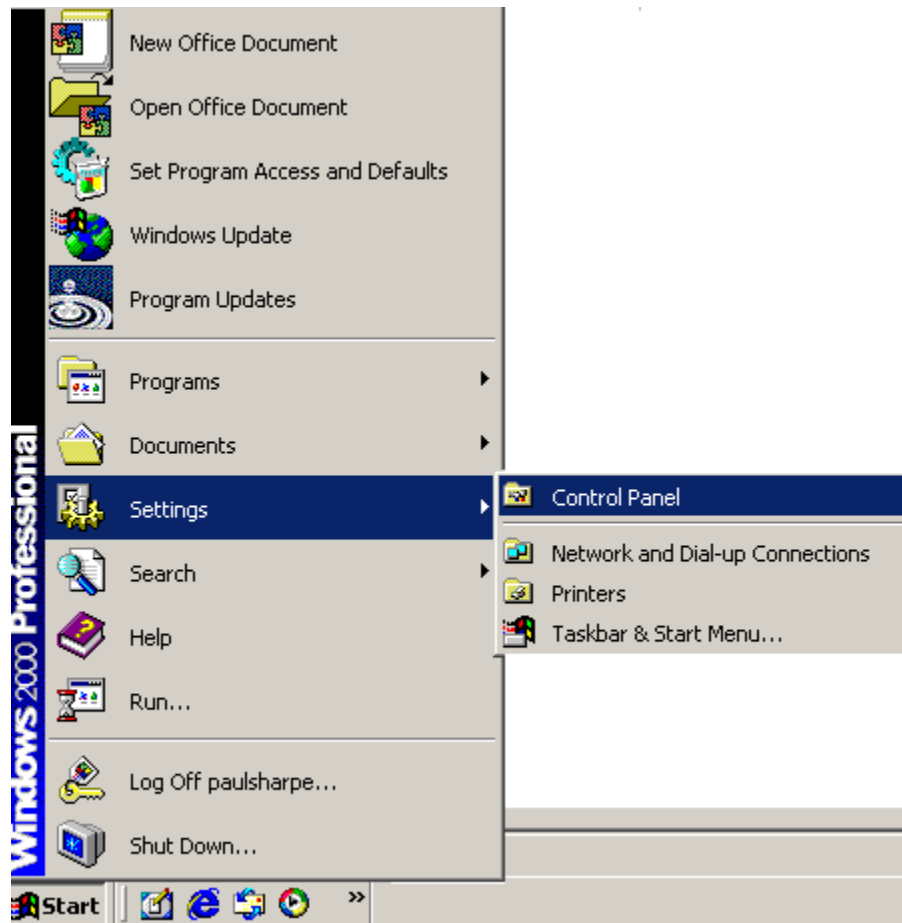 New Office Document
Open Office Document
Set Program Access and Defaults
Windows Update
Program Updates
Programs
Documents
Settings
Control Panel
Network and Dial-up Connections
Printers
Taskbar & Start Menu...
Search
Help
Run...
Log Off paulsharpe...
Shut Down...
Windows 2000 Professional
Start
»